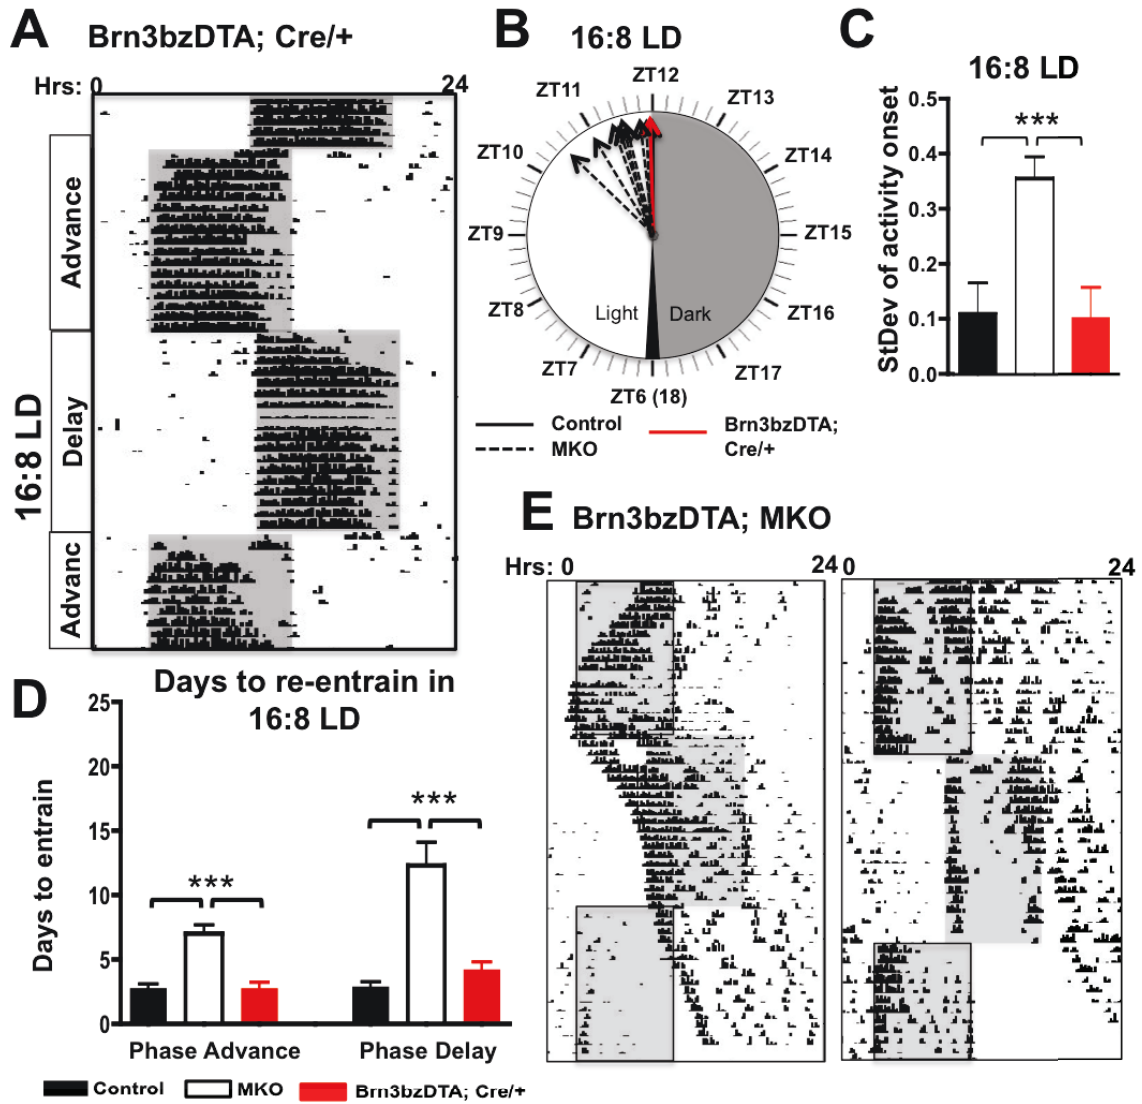 A Brn3bzDTA; Cre/+
Hrs: 0 24
Advance
Delay
Advanc
16:8 LD
B 16:8 LD
ZT12
ZT11 ZT13
ZT10 ZT14
ZT9 ZT15
ZT8 ZT16
ZT7 ZT17
ZT6 (18)
Light Dark
Control
MKO
Brn3bzDTA;
Cre/+
C 16:8 LD
StDev of activity onset
0.5
0.4
0.3
0.2
0.1
0.0
***
D Days to re-entrain in
16:8 LD
Days to entrain
25
20
15
10
5
0
***
***
Phase Advance Phase Delay
Control MKO Brn3bzDTA; Cre/+
E Brn3bzDTA; MKO
Hrs: 0 24 0 24